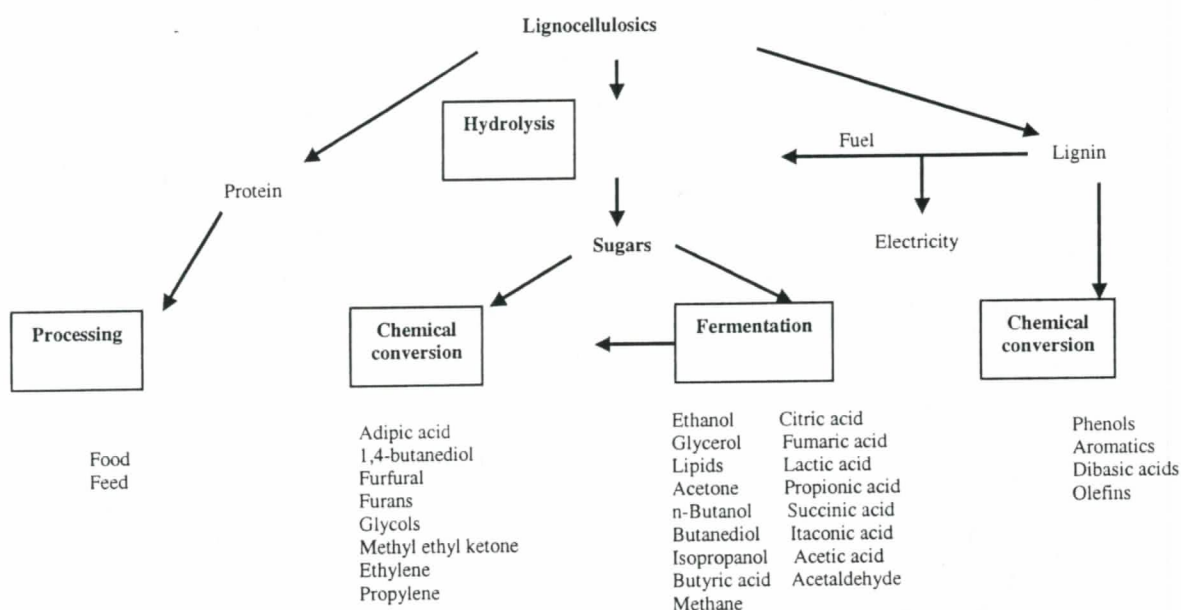 Lignocellulosics
Hydrolysis
Fuel
Lignin
Protein
Sugars
Electricity
Processing
Chemical
conversion
Fermentation
Chemical
conversion
Food
Feed
Adipic acid
1,4-butanediol
Furfural
Furans
Glycols
Methyl ethyl ketone
Ethylene
Propylene
Ethanol Citric acid
Glycerol Fumaric acid
Lipids Lactic acid
Acetone Propionic acid
n-Butanol Succinic acid
Butanediol Itaconic acid
Isopropanol Acetic acid
Butyric acid Acetaldehyde
Methane
Phenols
Aromatics
Dibasic acids
Olefins